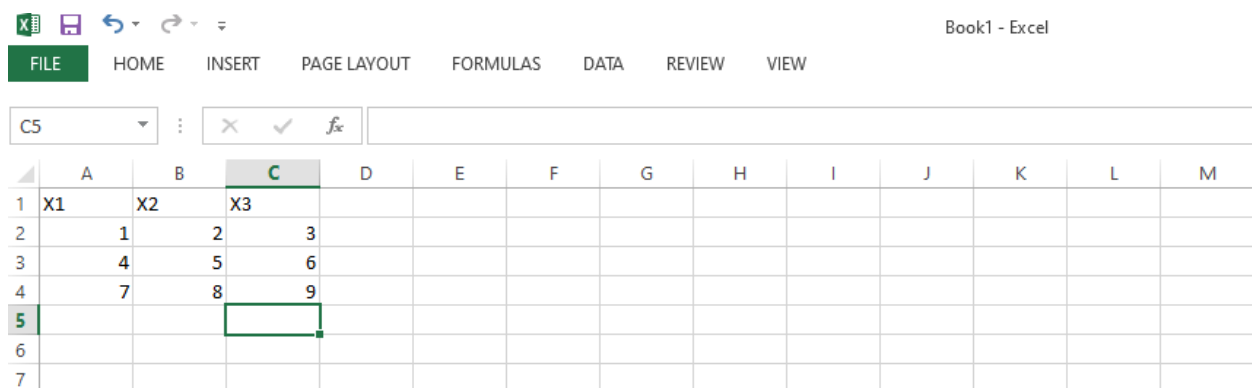 Book1 - Excel
FILE HOME INSERT PAGE LAYOUT FORMULAS DATA REVIEW VIEW
C5 fx
A B C D E F G H I J K L M
1 X1 X2 X3
2 1 2 3
3 4 5 6
4 7 8 9
5
6
7